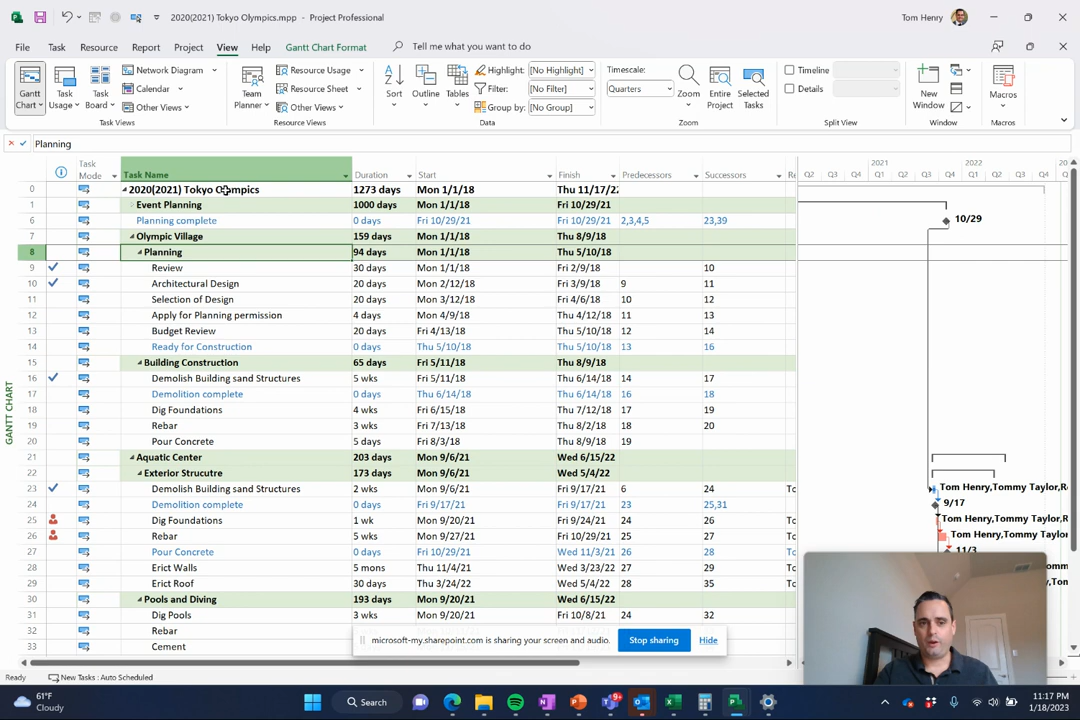 2020(2021) Tokyo Olympics.mpp - Project Professional
Tom Henry
File Task Resource Report Project View Help Gantt Chart Format Tell me what you want to do
Gantt Chart
Task Usage
Task Board
Network Diagram
Calendar
Other Views
Task Views
Team Planner
Resource Usage
Resource Sheet
Other Views
Resource Views
Sort
Outline
Tables
Highlight: [No Highlight]
Filter: [No Filter]
Group by: [No Group]
Data
Timescale:
Quarters
Zoom
Entire Project
Selected Tasks
Zoom
Timeline
Details
Split View
New Window
Window
Macros
Macros
Planning
Task Mode Task Name Duration Start Finish Predecessors Successors Re
2021 2022 20
Q2 Q3 Q4 Q1 Q2 Q3 Q4 Q1 Q
0 2020(2021) Tokyo Olympics 1273 days Mon 1/1/18 Thu 11/17/22
1 Event Planning 1000 days Mon 1/1/18 Fri 10/29/21
6 Planning complete 0 days Fri 10/29/21 Fri 10/29/21 2,3,4,5 23,39 10/29
7 Olympic Village 159 days Mon 1/1/18 Thu 8/9/18
8 Planning 94 days Mon 1/1/18 Thu 5/10/18
9 Review 30 days Mon 1/1/18 Fri 2/9/18 10
10 Architectural Design 20 days Mon 2/12/18 Fri 3/9/18 9 11
11 Selection of Design 20 days Mon 3/12/18 Fri 4/6/18 10 12
12 Apply for Planning permission 4 days Mon 4/9/18 Thu 4/12/18 11 13
13 Budget Review 20 days Fri 4/13/18 Thu 5/10/18 12 14
14 Ready for Construction 0 days Thu 5/10/18 Thu 5/10/18 13 16
15 Building Construction 65 days Fri 5/11/18 Thu 8/9/18
16 Demolish Building sand Structures 5 wks Fri 5/11/18 Thu 6/14/18 14 17
17 Demolition complete 0 days Thu 6/14/18 Thu 6/14/18 16 18
18 Dig Foundations 4 wks Fri 6/15/18 Thu 7/12/18 17 19
19 Rebar 3 wks Fri 7/13/18 Thu 8/2/18 18 20
20 Pour Concrete 5 days Fri 8/3/18 Thu 8/9/18 19
21 Aquatic Center 203 days Mon 9/6/21 Wed 6/15/22
22 Exterior Strucutre 173 days Mon 9/6/21 Wed 5/4/22
23 Demolish Building sand Structures 2 wks Mon 9/6/21 Fri 9/17/21 6 24 To Tom Henry,Tommy Taylor,R
24 Demolition complete 0 days Fri 9/17/21 Fri 9/17/21 23 25,31 9/17
25 Dig Foundations 1 wk Mon 9/20/21 Fri 9/24/21 24 26 To Tom Henry,Tommy Taylor,R
26 Rebar 5 wks Mon 9/27/21 Fri 10/29/21 25 27 To Tom Henry,Tommy Taylor,
27 Pour Concrete 0 days Fri 10/29/21 Wed 11/3/21 26 28 11/3
28 Erict Walls 5 mons Thu 11/4/21 Wed 3/23/22 27 29
29 Erict Roof 30 days Thu 3/24/22 Wed 5/4/22 28 35
30 Pools and Diving 193 days Mon 9/20/21 Wed 6/15/22
31 Dig Pools 3 wks Mon 9/20/21 Fri 10/8/21 24 32
32 Rebar
33 Cement
GANTT CHART
microsoft-my.sharepoint.com is sharing your screen and audio. Stop sharing Hide
Ready New Tasks : Auto Scheduled
61°F
Cloudy
Search
9+
11:17 PM
1/18/2023